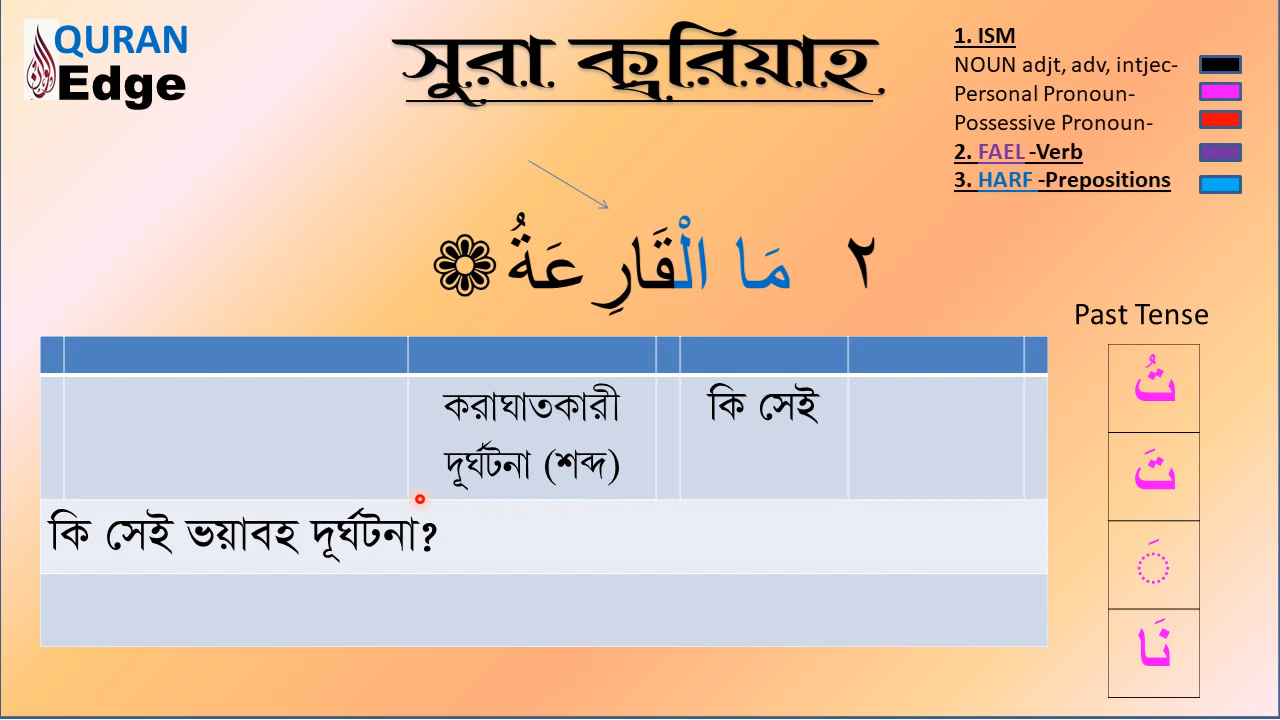 QURAN
Edge
সুরা ক্বরিয়াহ
1. ISM
NOUN adjt, adv, intjec-
Personal Pronoun-
Possessive Pronoun-
2. FAEL -Verb
3. HARF -Prepositions
٢ مَا الْقَارِعَةُ
করাঘাতকারী
দূর্ঘটনা (শব্দ)
কি সেই
কি সেই ভয়াবহ দূর্ঘটনা?
Past Tense
تُ
تَ
◌َ
نَا